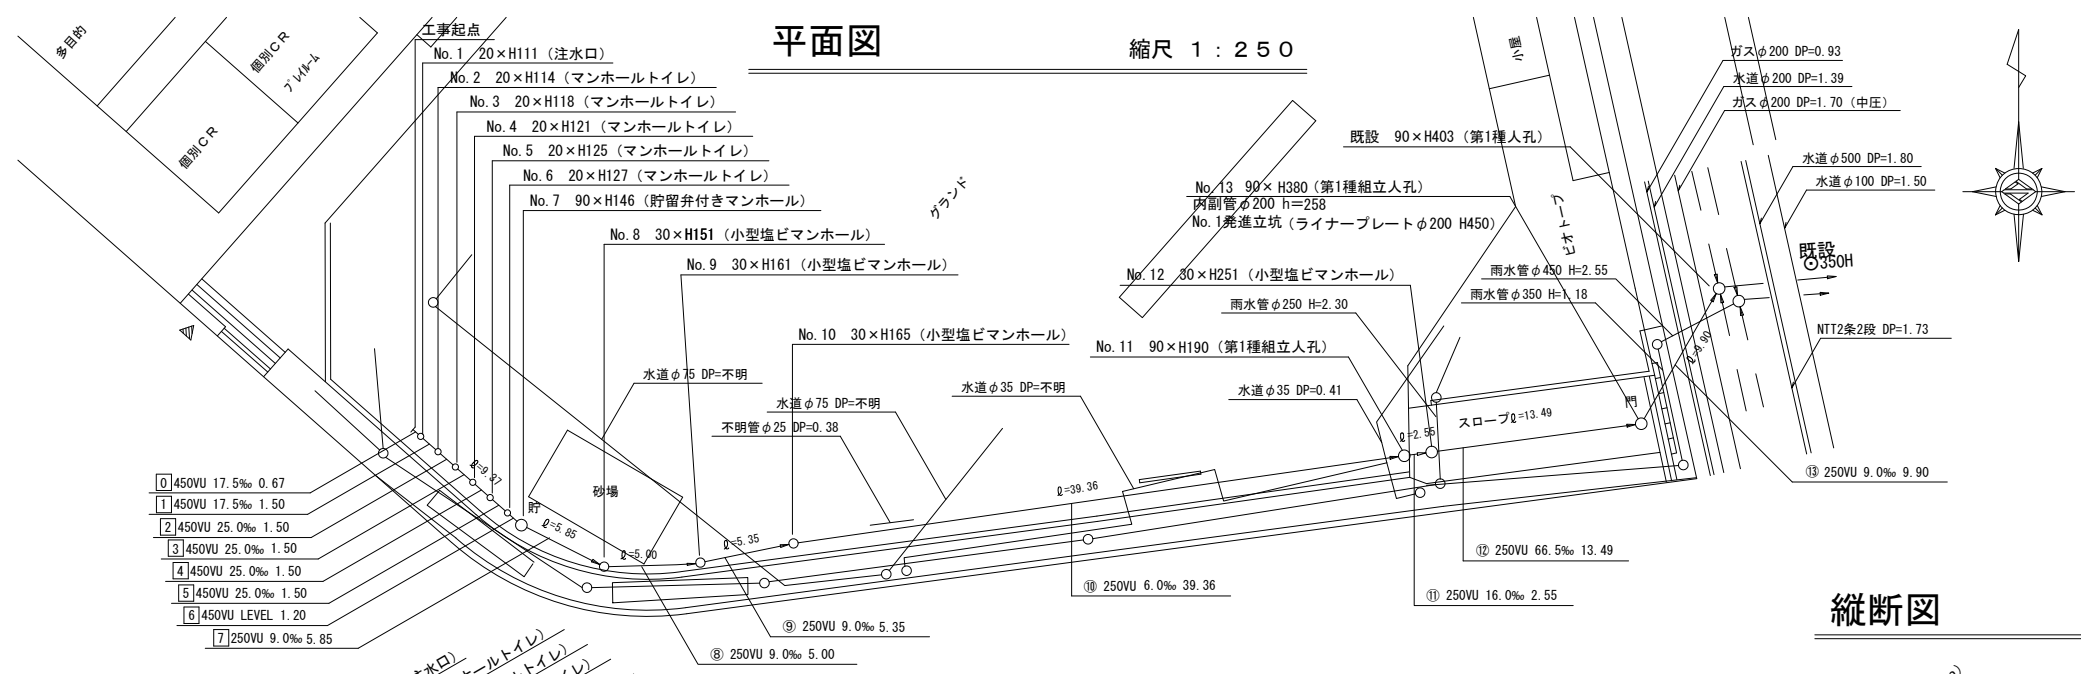 平面図
縮尺 1：250
多目的
個別CR
ﾌﾟﾚｲﾙｰﾑ
個別CR
工事起点
No.1 20×H111（注水口）
No.2 20×H114（マンホールトイレ）
No.3 20×H118（マンホールトイレ）
No.4 20×H121（マンホールトイレ）
No.5 20×H125（マンホールトイレ）
No.6 20×H127（マンホールトイレ）
No.7 90×H146（貯留弁付きマンホール）
No.8 30×H151（小型塩ビマンホール）
No.9 30×H161（小型塩ビマンホール）
No.10 30×H165（小型塩ビマンホール）
No.11 90×H190（第1種組立人孔）
No.12 30×H251（小型塩ビマンホール）
No.13 90×H380（第1種組立人孔）
内副管φ200 h＝258
No.1発進立坑（ライナープレートφ200 H450）
既設 90×H403（第1種人孔）
グランド
小屋
ビオトープ
ガスφ200 DP=0.93
水道φ200 DP=1.39
ガスφ200 DP=1.70（中圧）
水道φ500 DP=1.80
水道φ100 DP=1.50
既設
350H
雨水管φ450 H=2.55
雨水管φ350 H=1.18
雨水管φ250 H=2.30
NTT2条2段 DP=1.73
水道φ75 DP=不明
水道φ75 DP=不明
不明管φ25 DP=0.38
水道φ35 DP=不明
水道φ35 DP=0.41
スロープℓ=13.49
門
ℓ=9.90
ℓ=2.55
ℓ=39.36
ℓ=5.35
ℓ=5.00
ℓ=5.85
ℓ=9.37
貯
砂場
0 450VU 17.5‰ 0.67
1 450VU 17.5‰ 1.50
2 450VU 25.0‰ 1.50
3 450VU 25.0‰ 1.50
4 450VU 25.0‰ 1.50
5 450VU 25.0‰ 1.50
6 450VU LEVEL 1.20
7 250VU 9.0‰ 5.85
⑧ 250VU 9.0‰ 5.00
⑨ 250VU 9.0‰ 5.35
⑩ 250VU 6.0‰ 39.36
⑪ 250VU 16.0‰ 2.55
⑫ 250VU 66.5‰ 13.49
⑬ 250VU 9.0‰ 9.90
縦断図
水口）
ールトイレ）
トイレ）
イレ）